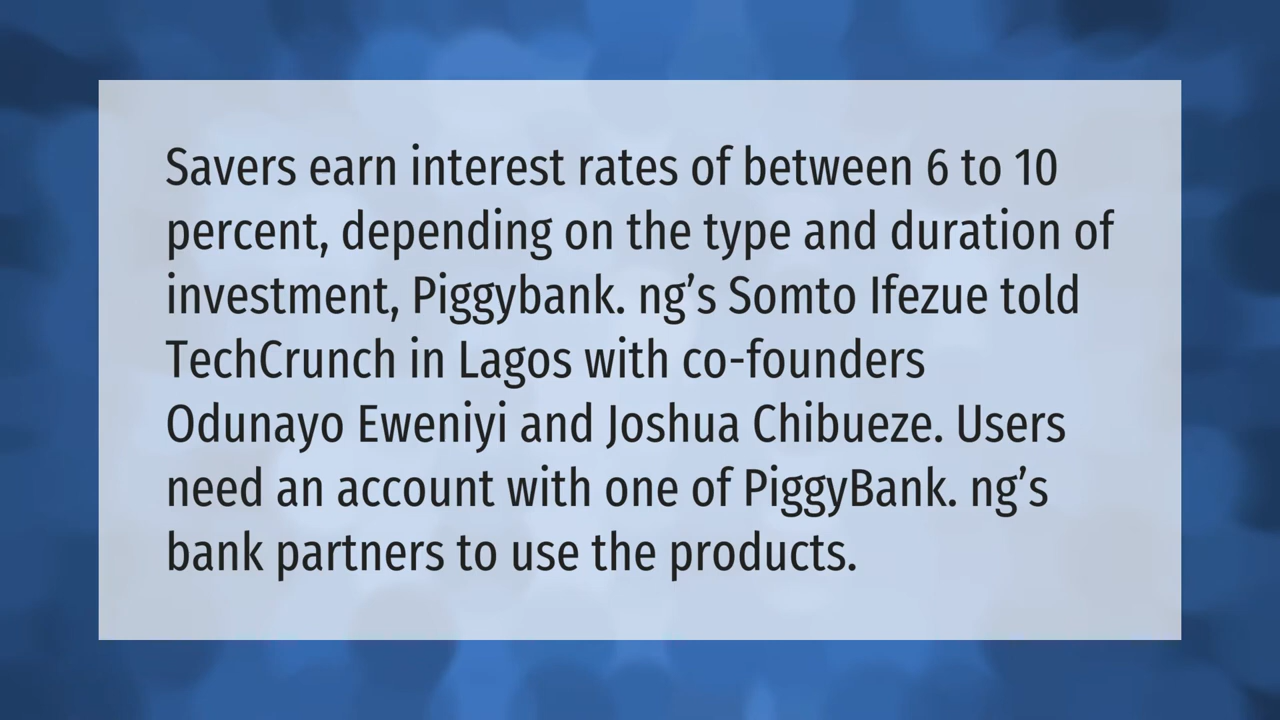 Savers earn interest rates of between 6 to 10
percent, depending on the type and duration of
investment, Piggybank. ng’s Somto Ifezue told
TechCrunch in Lagos with co-founders
Odunayo Eweniyi and Joshua Chibueze. Users
need an account with one of PiggyBank. ng’s
bank partners to use the products.